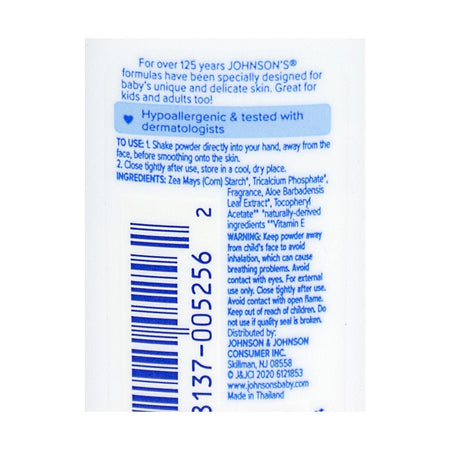 For over 125 years JOHNSON'S®
formulas have been specially designed for
baby's unique and delicate skin. Great for
kids and adults too!
Hypoallergenic & tested with
dermatologists
TO USE: 1. Shake powder directly into your hand, away from the
face, before smoothing onto the skin.
2. Close tightly after use, store in a cool, dry place.
INGREDIENTS: Zea Mays (Corn) Starch*, Tricalcium Phosphate*,
Fragrance, Aloe Barbadensis
Leaf Extract*, Tocopheryl
Acetate** *naturally-derived
ingredients **Vitamin E
WARNING: Keep powder away
from child's face to avoid
inhalation, which can cause
breathing problems. Avoid
contact with eyes. For external
use only. Close tightly after use.
Avoid contact with open flame.
Keep out of reach of children. Do
not use if quality seal is broken.
Distributed by:
JOHNSON & JOHNSON
CONSUMER INC.
Skillman, NJ 08558
© J&JCI 2020 6121853
www.johnsonsbaby.com
Made in Thailand
8137-005256 2